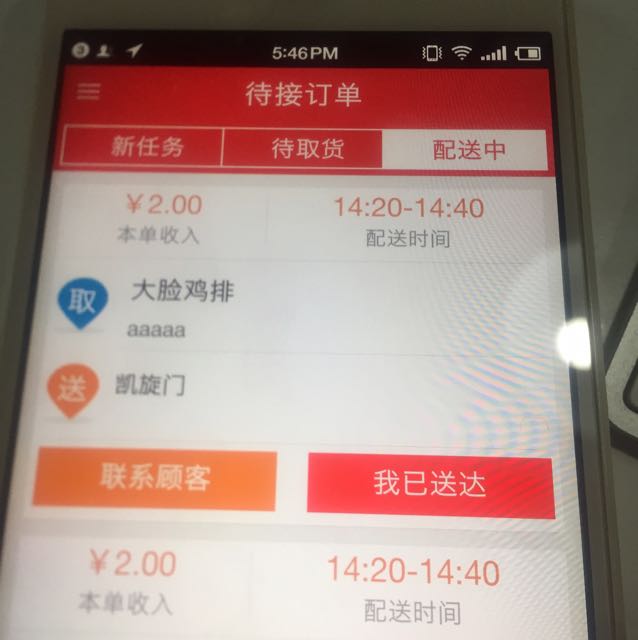 3 5:46PM
待接订单
新任务 待取货 配送中
¥2.00 14:20-14:40
本单收入 配送时间
取 大脸鸡排
aaaaa
送 凯旋门
联系顾客 我已送达
¥2.00 14:20-14:40
本单收入 配送时间